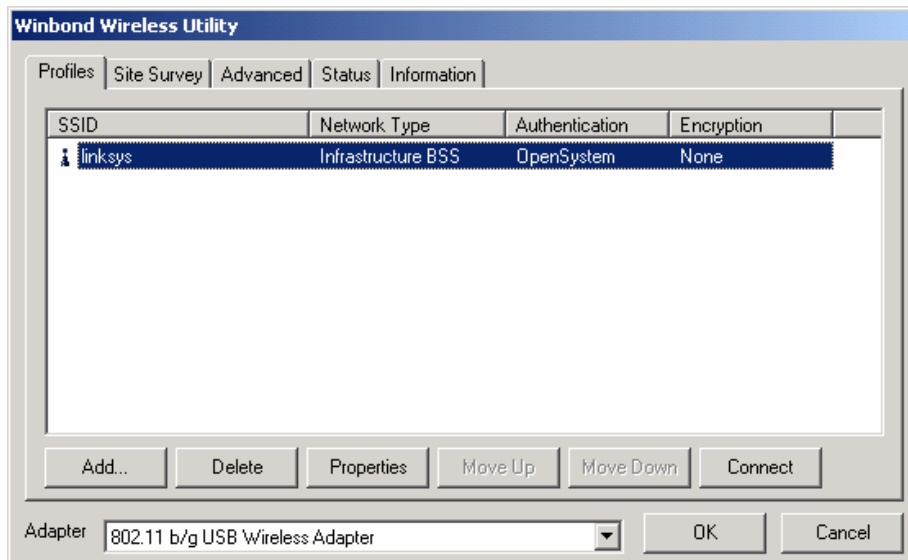 Winbond Wireless Utility
Profiles Site Survey Advanced Status Information
SSID Network Type Authentication Encryption
linksys Infrastructure BSS OpenSystem None
Add... Delete Properties Move Up Move Down Connect
Adapter 802.11 b/g USB Wireless Adapter OK Cancel